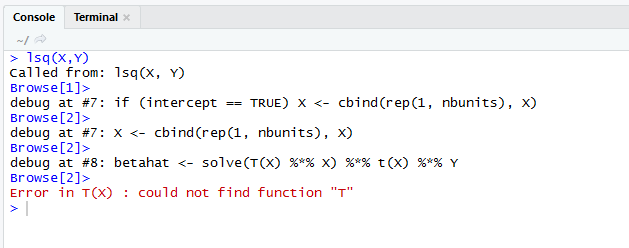 Console Terminal ×
~/
> lsq(X,Y)
Called from: lsq(X, Y)
Browse[1]>
debug at #7: if (intercept == TRUE) X <- cbind(rep(1, nbunits), X)
Browse[2]>
debug at #7: X <- cbind(rep(1, nbunits), X)
Browse[2]>
debug at #8: betahat <- solve(T(X) %*% X) %*% t(X) %*% Y
Browse[2]>
Error in T(X) : could not find function "T"
>